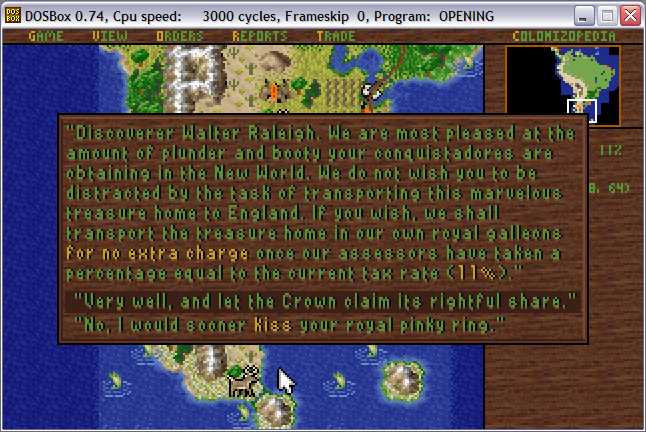 DOSBox 0.74, Cpu speed: 3000 cycles, Frameskip 0, Program: OPENING
GAME VIEW ORDERS REPORTS TRADE COLONIZOPEDIA
"Discoverer Walter Raleigh. We are most pleased at the
amount of plunder and booty your conquistadores are
obtaining in the New World. We do not wish you to be
distracted by the task of transporting this marvelous
treasure home to England. If you wish, we shall
transport the treasure home in our own royal galleons
for no extra charge once our assessors have taken a
percentage equal to the current tax rate (11%)."
"Very well, and let the Crown claim its rightful share."
"No, I would sooner kiss your royal pinky ring."
64)